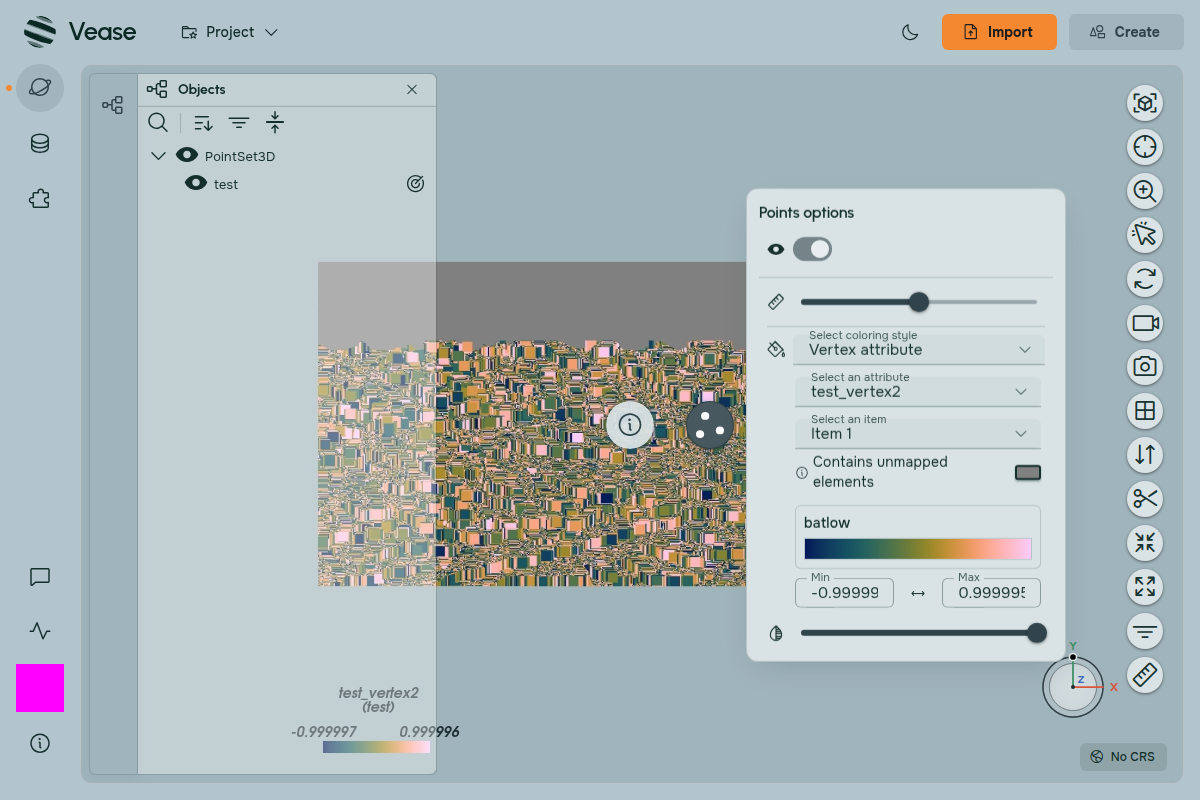 Vease
Project
Import
Create
Objects
PointSet3D
test
Points options
Select coloring style
Vertex attribute
Select an attribute
test_vertex2
Select an item
Item 1
Contains unmapped
elements
batlow
Min
-0.99999
Max
0.999995
test_vertex2
(test)
-0.999997
0.999996
Y
Z
X
No CRS